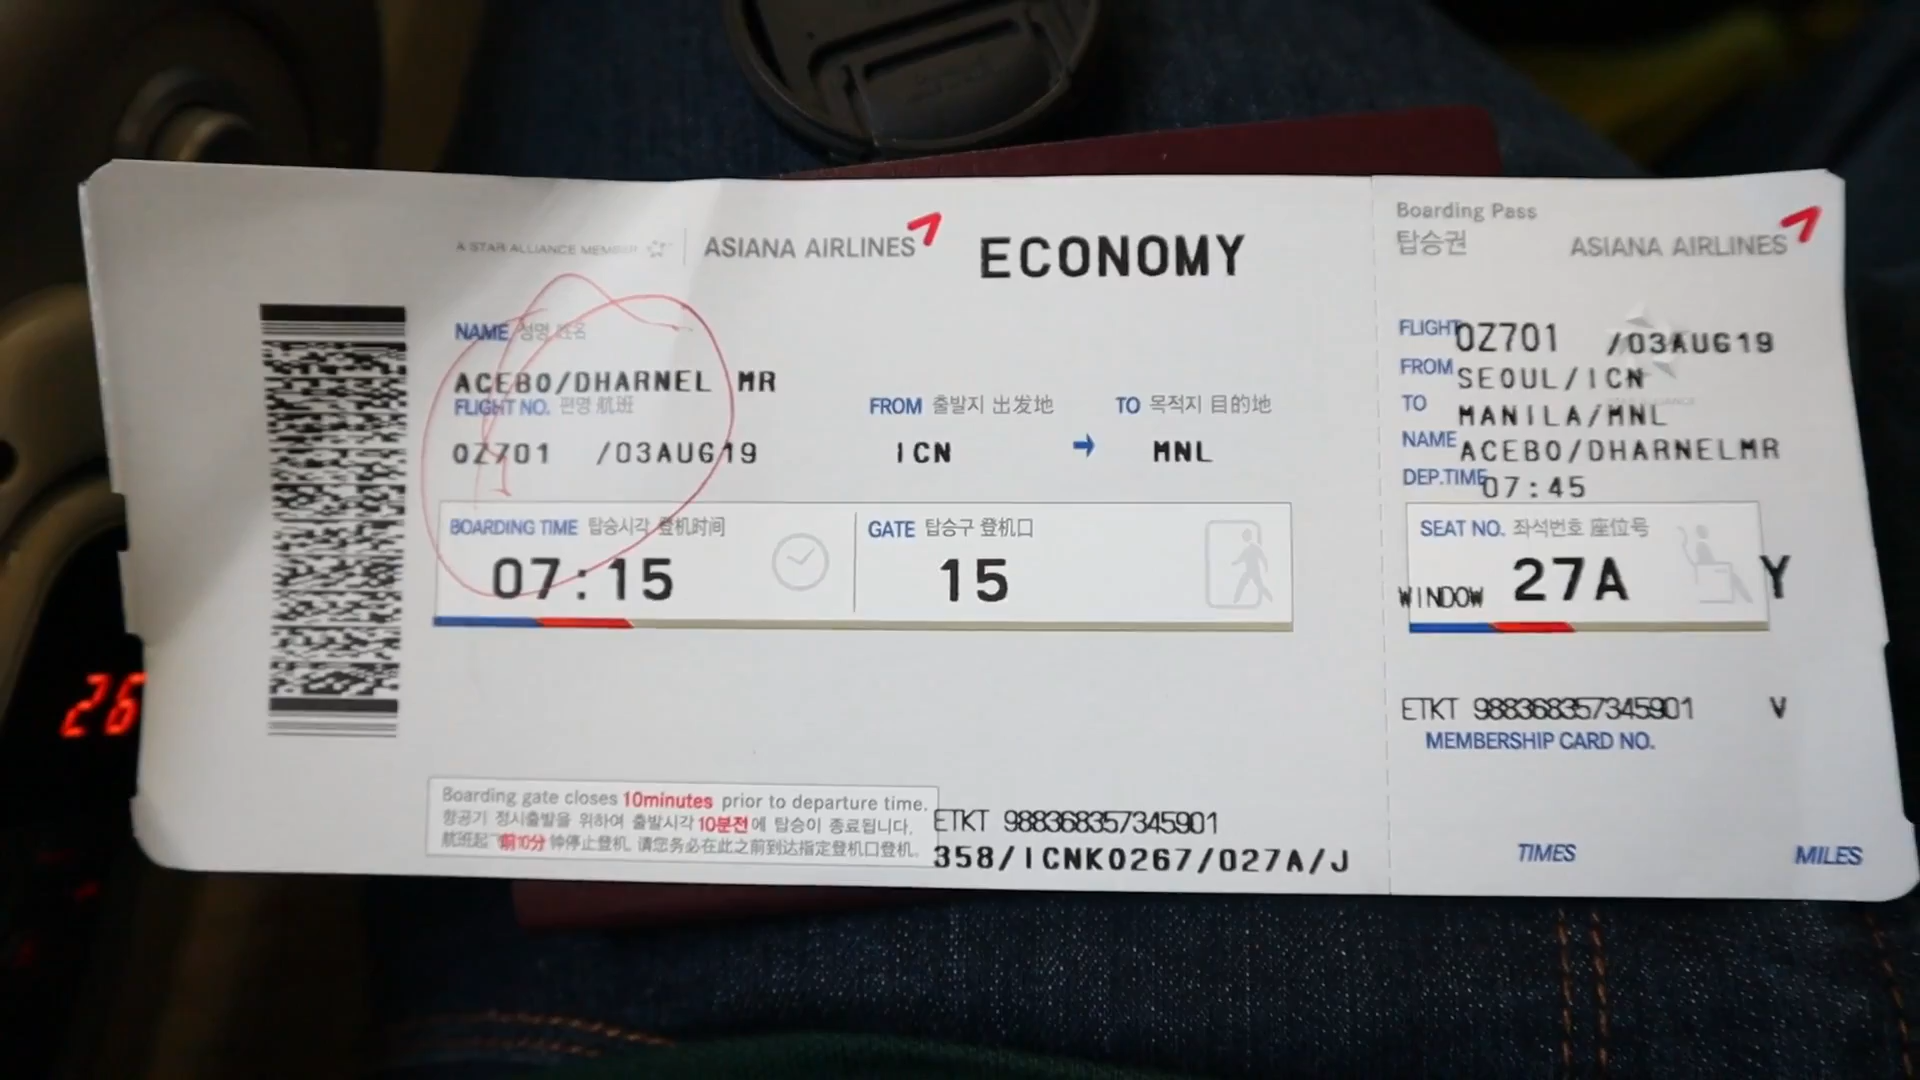 A STAR ALLIANCE MEMBER
ASIANA AIRLINES
ECONOMY
NAME 성명 姓名
ACEBO/DHARNEL MR
FLIGHT NO. 편명 航班
OZ701 /03AUG19
FROM 출발지 出发地
ICN
TO 목적지 目的地
MNL
BOARDING TIME 탑승시각 登机时间
07:15
GATE 탑승구 登机口
15
Boarding gate closes 10minutes prior to departure time.
항공기 정시출발을 위하여 출발시각 10분전에 탑승이 종료됩니다.
航班起飞前10分钟停止登机, 请您务必在此之前到达指定登机口登机.
ETKT 988368357345901
358/ICNK0267/027A/J
Boarding Pass
탑승권
ASIANA AIRLINES
FLIGHT OZ701 /03AUG19
FROM SEOUL/ICN
TO MANILA/MNL
NAME ACEBO/DHARNELMR
DEP.TIME 07:45
SEAT NO. 좌석번호 座位号
WINDOW 27A Y
ETKT 9883683573459​01 V
MEMBERSHIP CARD NO.
TIMES MILES
26